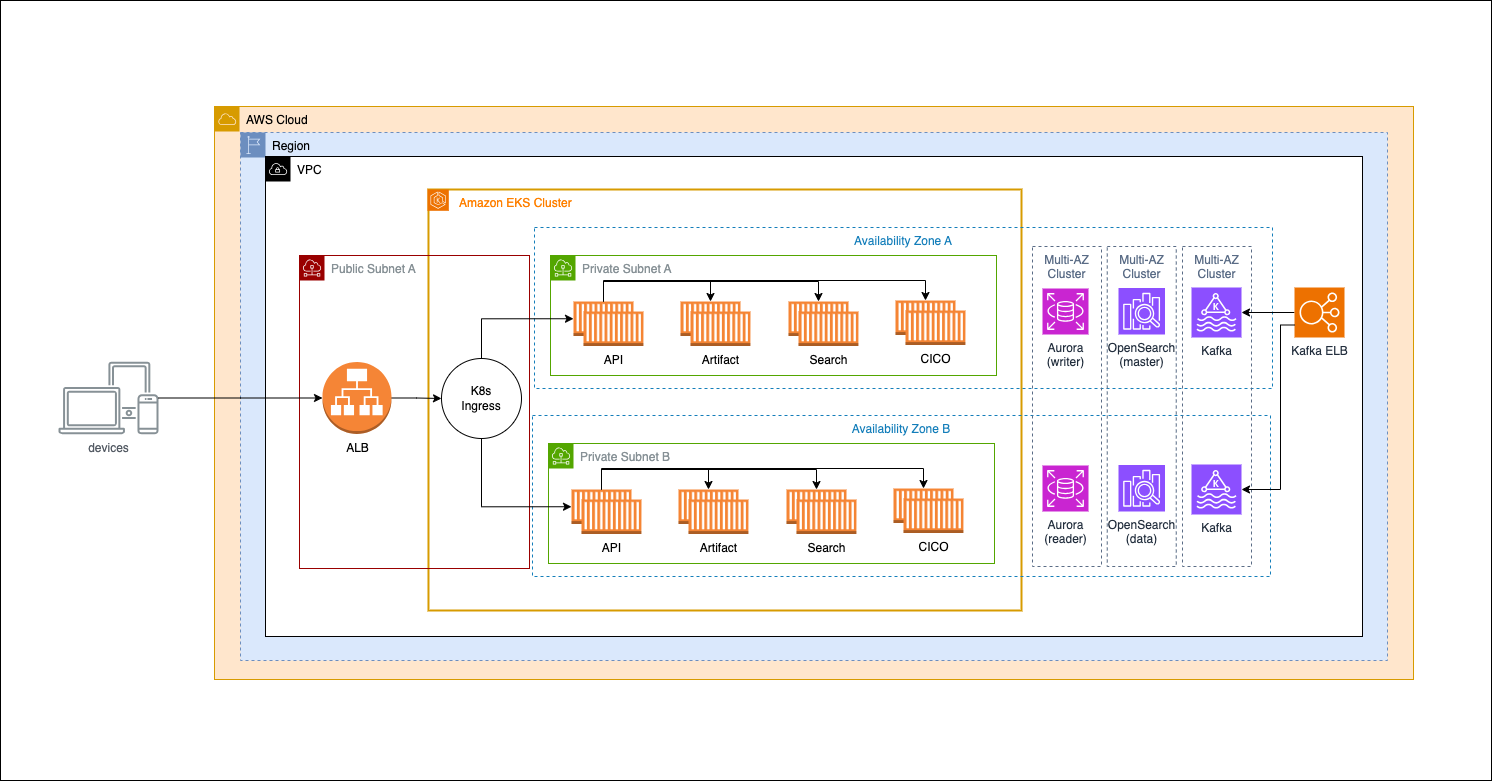 AWS Cloud
Region
VPC
Amazon EKS Cluster
Availability Zone A
Public Subnet A
Private Subnet A
API
Artifact
Search
CICO
Multi-AZ
Cluster
Aurora
(writer)
Multi-AZ
Cluster
OpenSearch
(master)
Multi-AZ
Cluster
K
Kafka
Kafka ELB
devices
ALB
K8s
Ingress
Availability Zone B
Private Subnet B
API
Artifact
Search
CICO
Aurora
(reader)
OpenSearch
(data)
K
Kafka